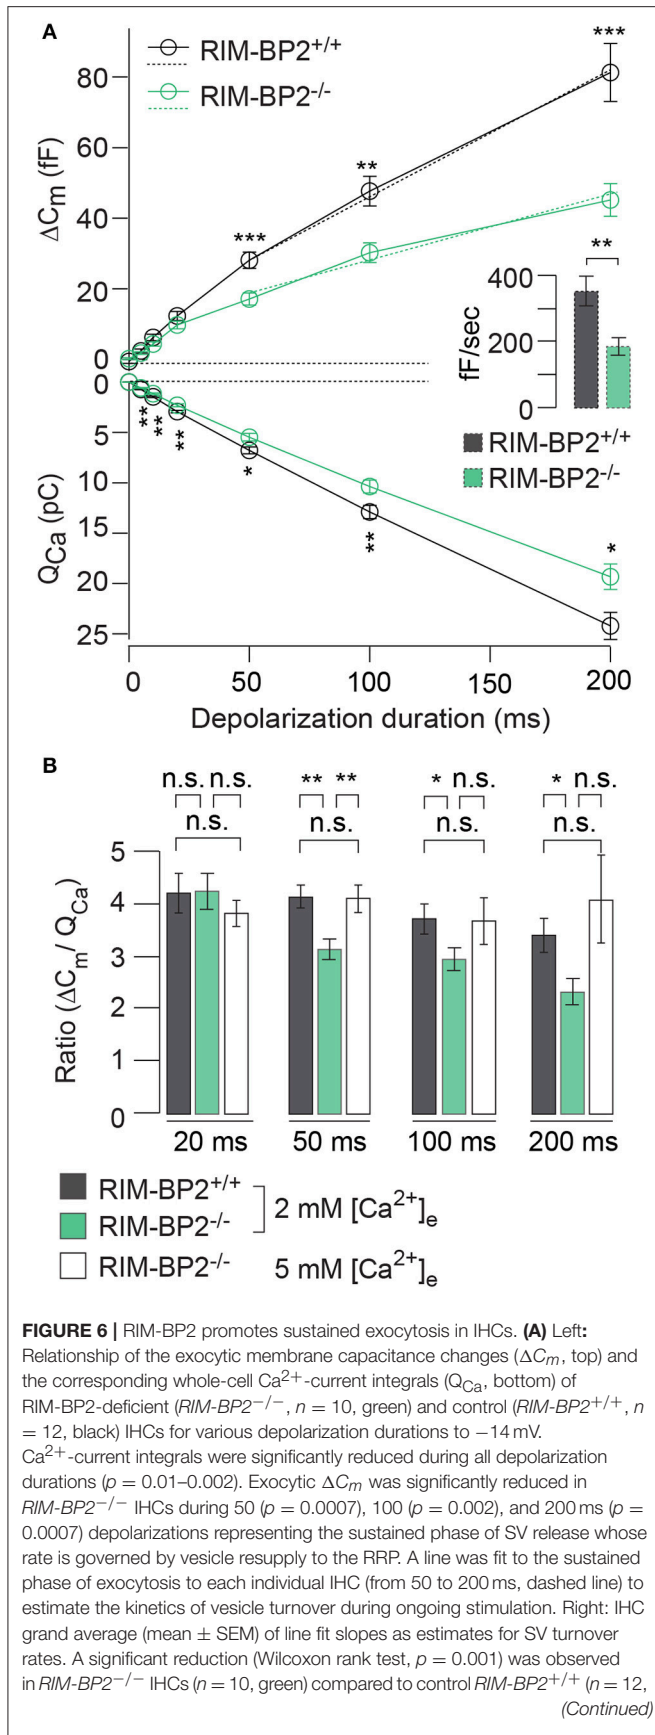 A
RIM-BP2+/+
RIM-BP2-/-
***
**
***
**
ΔCm (fF)
80
60
40
20
0
0
5
10
15
20
25
QCa (pC)
**
**
**
*
**
*
400
200
0
fF/sec
RIM-BP2+/+
RIM-BP2-/-
0 50 100 150 200
Depolarization duration (ms)
B
n.s. n.s. ** ** * n.s. * n.s.
n.s. n.s. n.s. n.s.
5
4
3
2
1
0
Ratio (ΔCm/ QCa)
20 ms 50 ms 100 ms 200 ms
RIM-BP2+/+
RIM-BP2-/-
2 mM [Ca2+]e
RIM-BP2-/- 5 mM [Ca2+]e
FIGURE 6 | RIM-BP2 promotes sustained exocytosis in IHCs. (A) Left:
Relationship of the exocytic membrane capacitance changes (ΔCm, top) and
the corresponding whole-cell Ca2+-current integrals (QCa, bottom) of
RIM-BP2-deficient (RIM-BP2−/−, n = 10, green) and control (RIM-BP2+/+, n
= 12, black) IHCs for various depolarization durations to −14 mV.
Ca2+-current integrals were significantly reduced during all depolarization
durations (p = 0.01–0.002). Exocytic ΔCm was significantly reduced in
RIM-BP2−/− IHCs during 50 (p = 0.0007), 100 (p = 0.002), and 200 ms (p =
0.0007) depolarizations representing the sustained phase of SV release whose
rate is governed by vesicle resupply to the RRP. A line was fit to the sustained
phase of exocytosis to each individual IHC (from 50 to 200 ms, dashed line) to
estimate the kinetics of vesicle turnover during ongoing stimulation. Right: IHC
grand average (mean ± SEM) of line fit slopes as estimates for SV turnover
rates. A significant reduction (Wilcoxon rank test, p = 0.001) was observed
in RIM-BP2−/− IHCs (n = 10, green) compared to control RIM-BP2+/+ (n = 12,
(Continued)